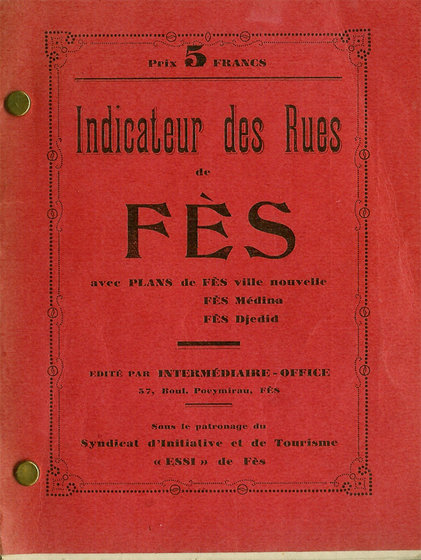 Prix 5 FRANCS
Indicateur des Rues
de
FÈS
avec PLANS de FÈS ville nouvelle
FÈS Médina
FÈS Djedid
EDITÉ PAR INTERMÉDIAIRE-OFFICE
57, Boul. Poëymirau, FÈS
Sous le patronage du
Syndicat d'Initiative et de Tourisme
« ESSI » de Fès